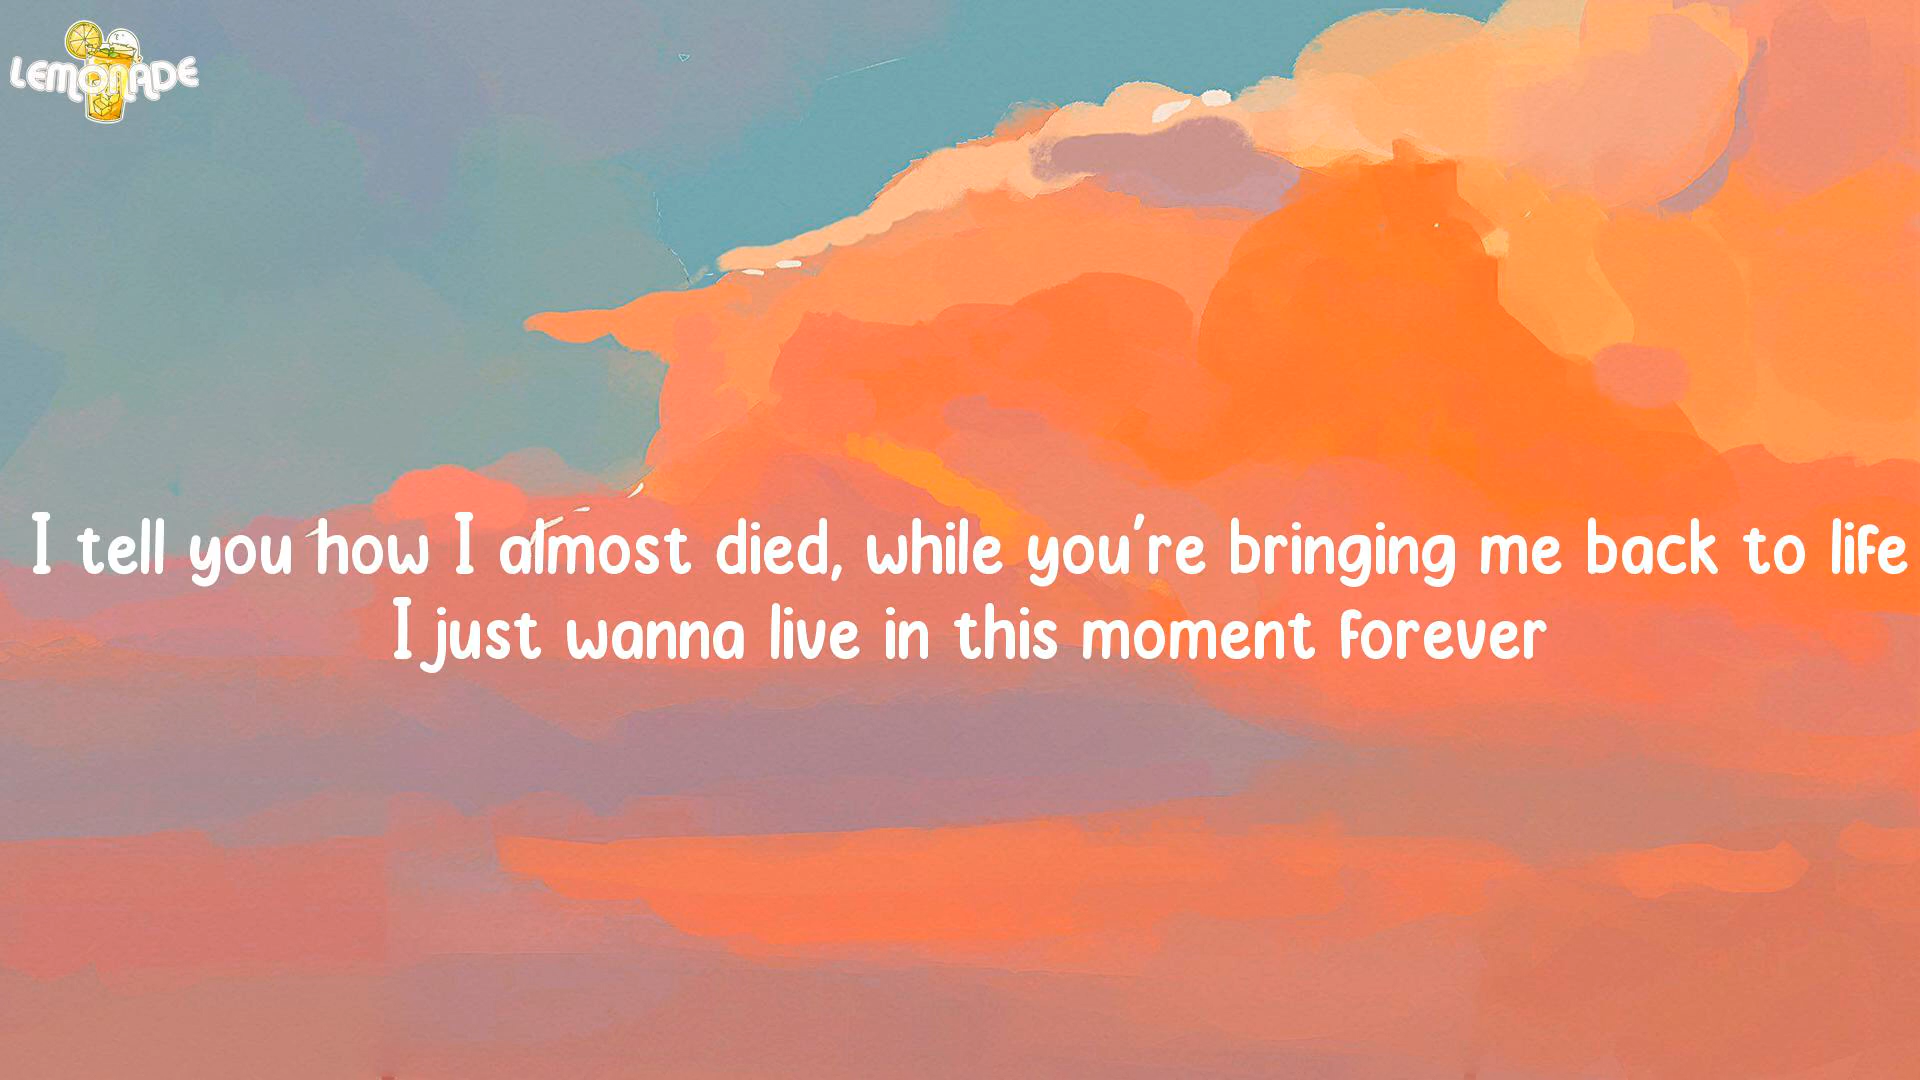 LEMONADE
I tell you how I almost died, while you're bringing me back to life
I just wanna live in this moment forever